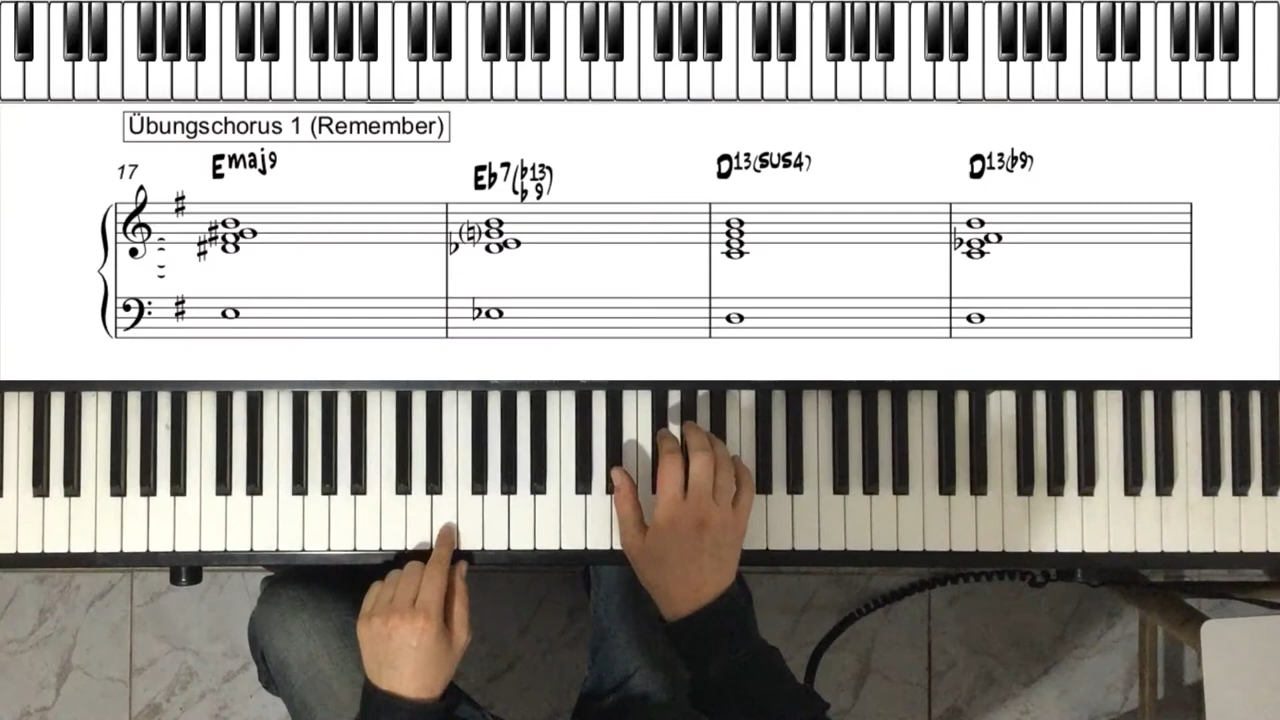 Übungschorus 1 (Remember)
17
Emaj9
Eb7(b13 b9)
D13(SUS4)
D13(b9)